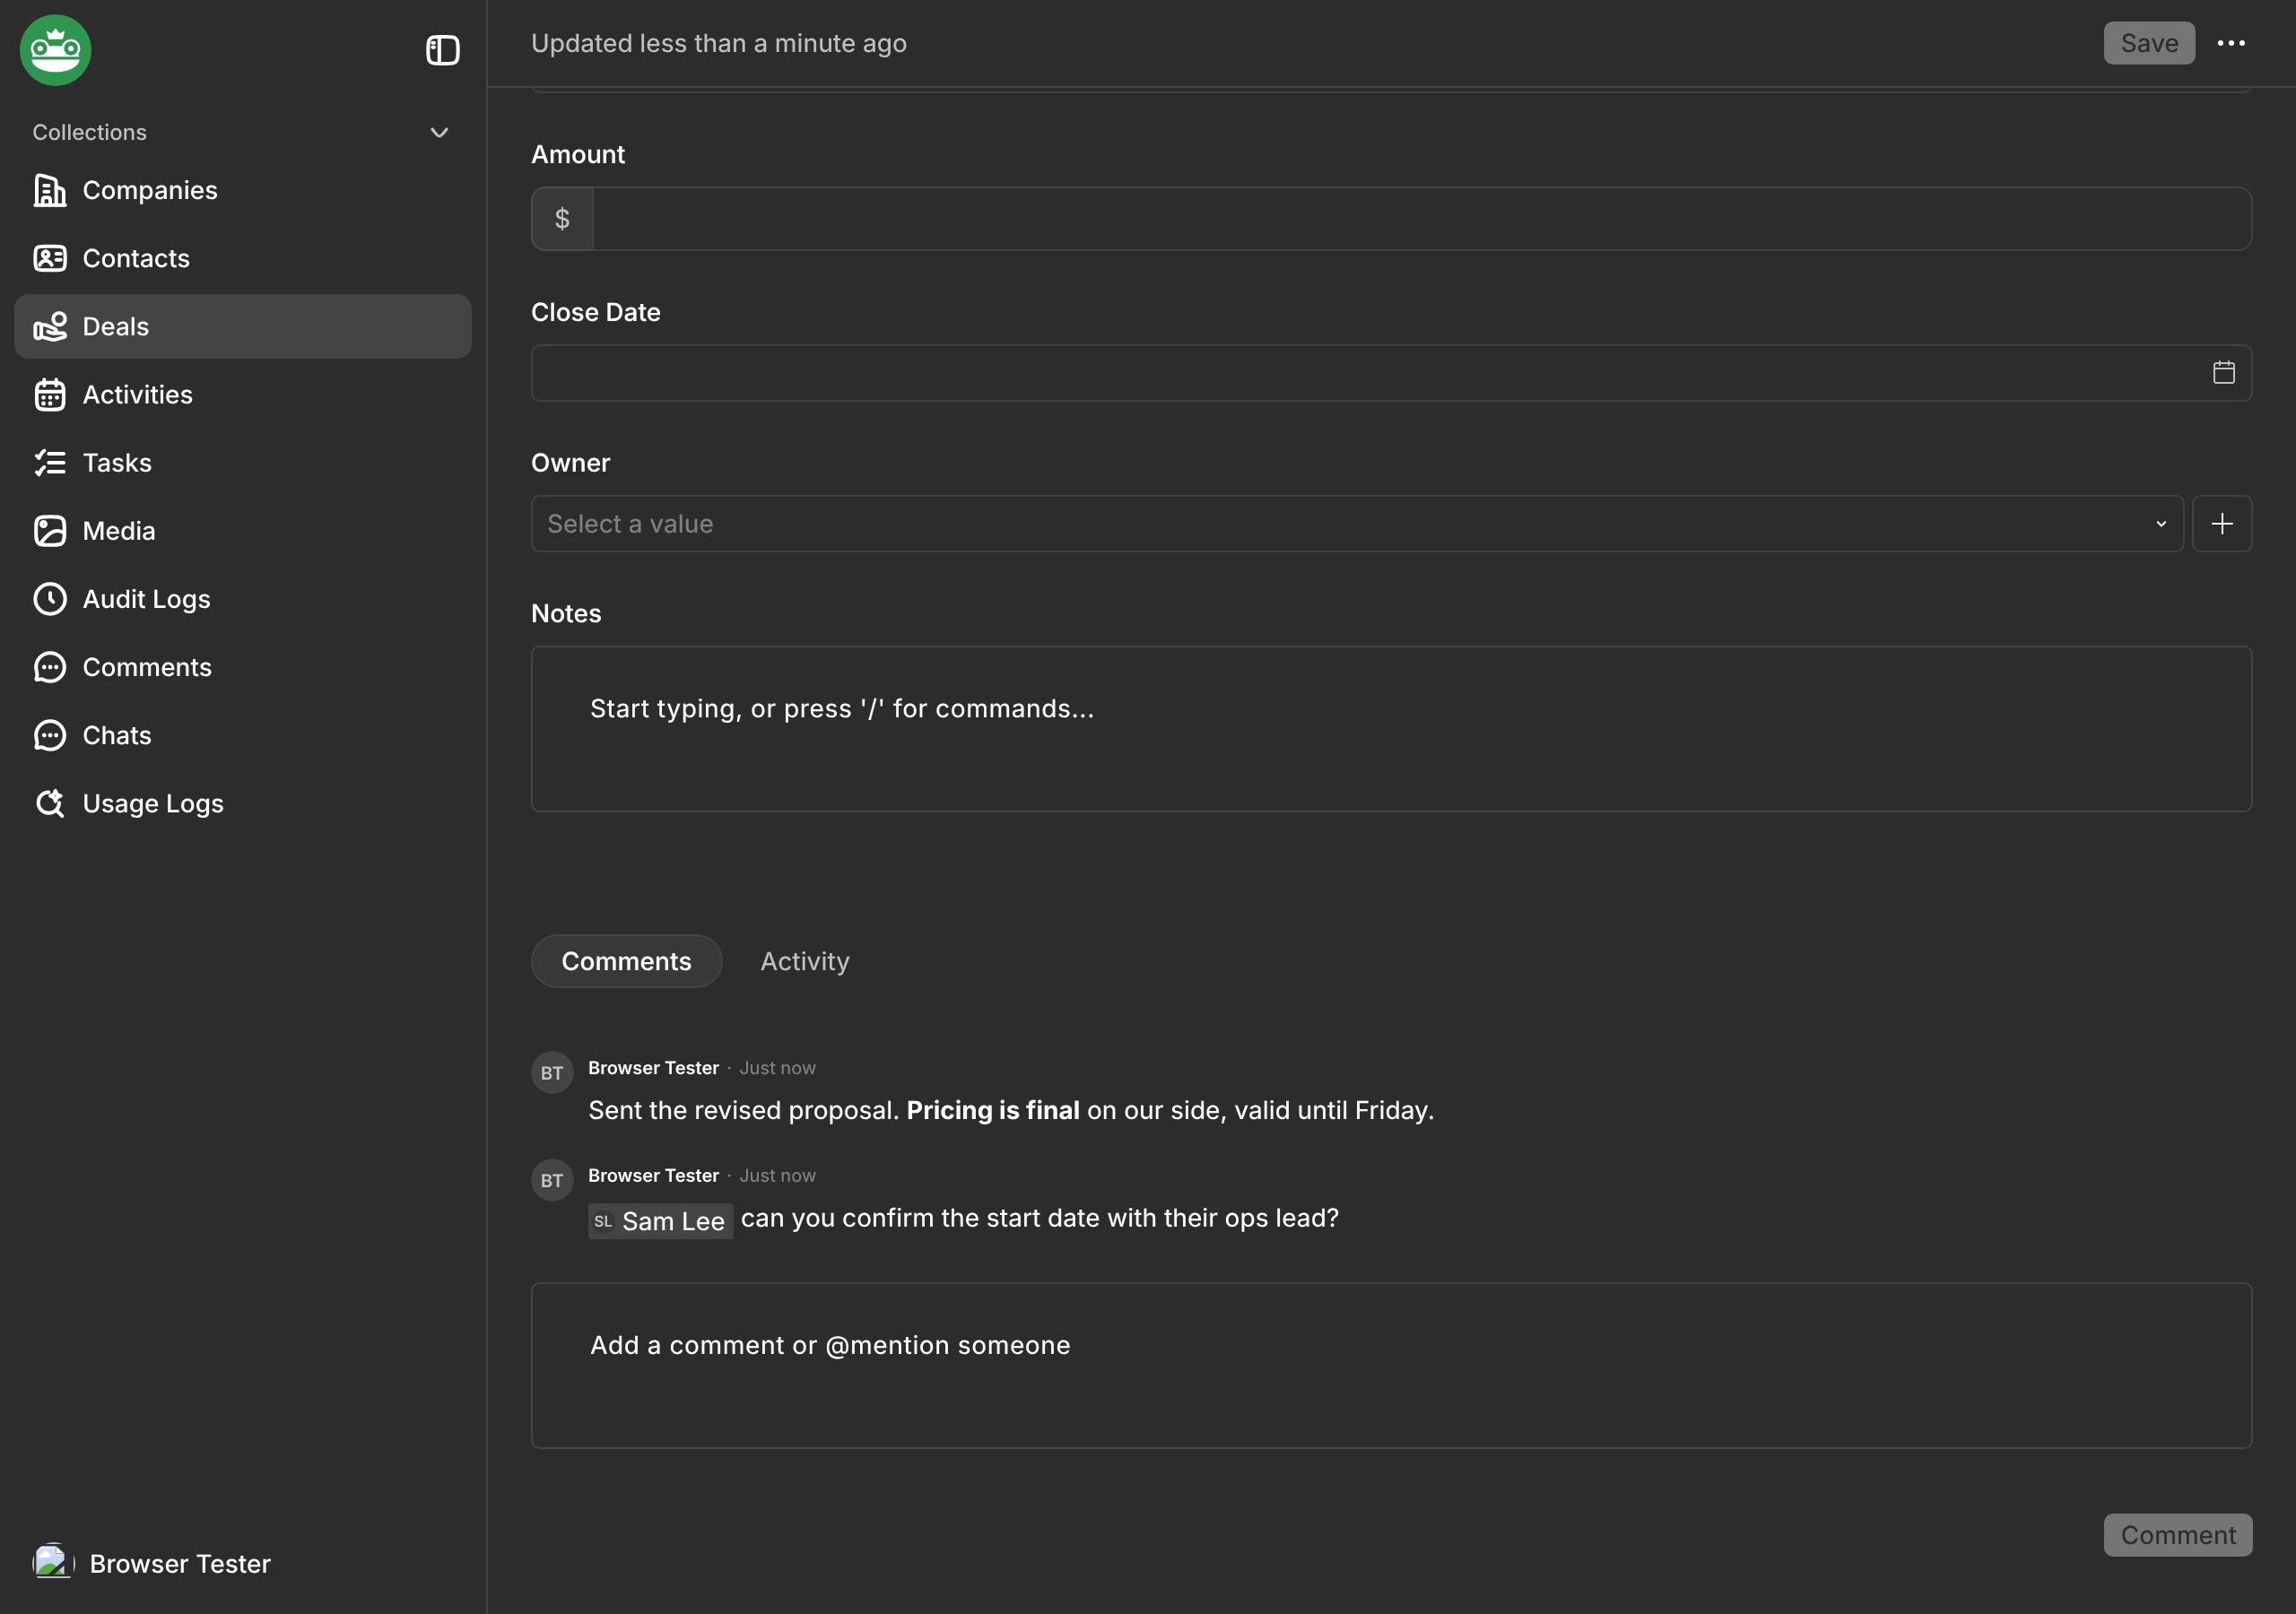 Updated less than a minute ago
Save
Collections
Companies
Contacts
Deals
Activities
Tasks
Media
Audit Logs
Comments
Chats
Usage Logs
Browser Tester
Amount
$
Close Date
Owner
Select a value
Notes
Start typing, or press '/' for commands...
Comments
Activity
BT
Browser Tester · Just now
Sent the revised proposal. Pricing is final on our side, valid until Friday.
BT
Browser Tester · Just now
SL Sam Lee can you confirm the start date with their ops lead?
Add a comment or @mention someone
Comment